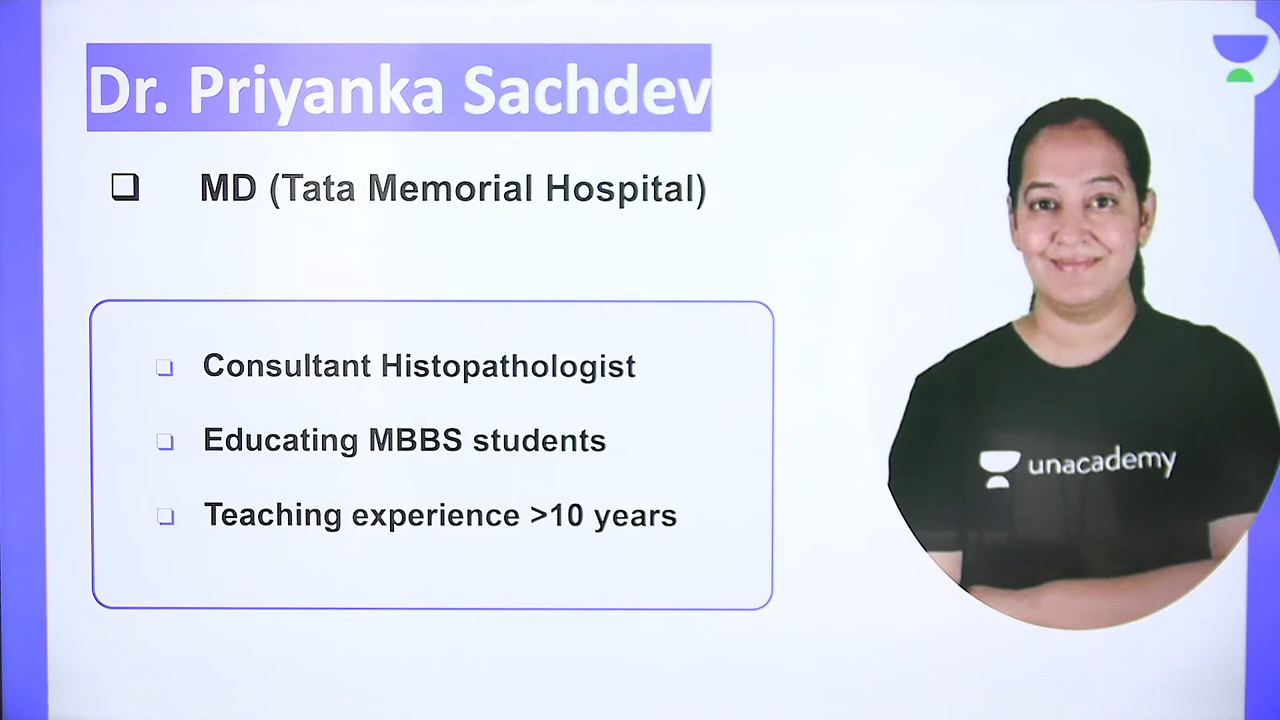 Dr. Priyanka Sachdev
❑ MD (Tata Memorial Hospital)
❑ Consultant Histopathologist
❑ Educating MBBS students
❑ Teaching experience >10 years
unacademy